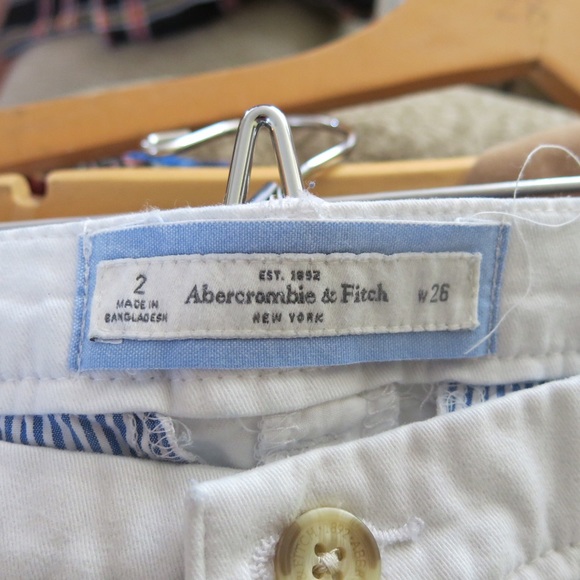 2
MADE IN
BANGLADESH
EST. 1892
Abercrombie & Fitch
NEW YORK
W 26